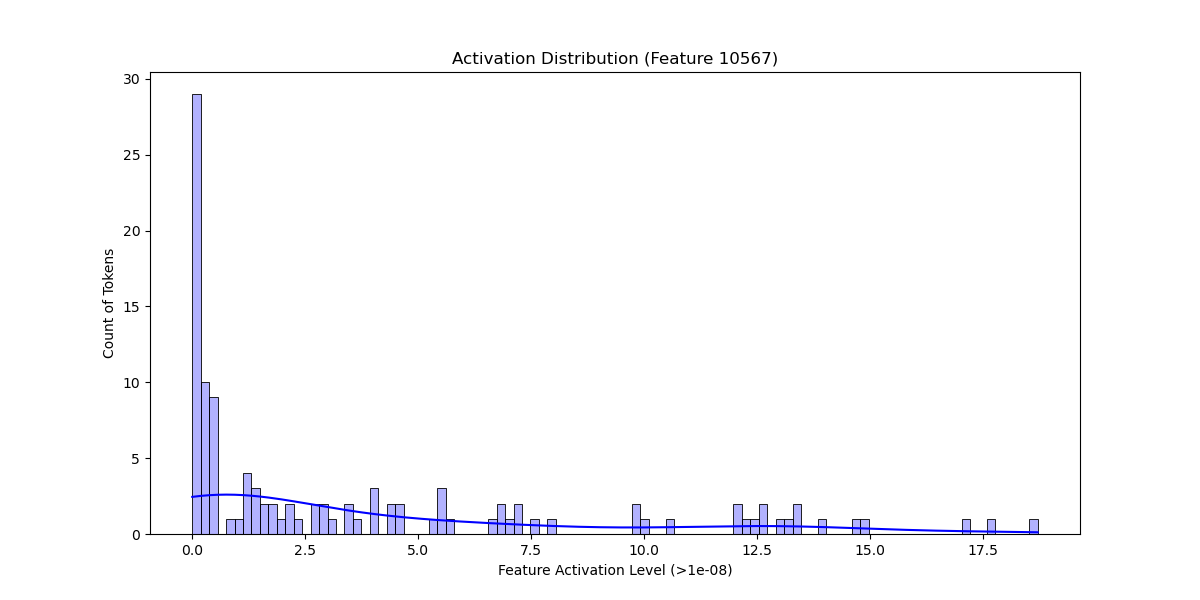 Activation Distribution (Feature 10567)
30
25
20
15
10
5
0
Count of Tokens
0.0 2.5 5.0 7.5 10.0 12.5 15.0 17.5
Feature Activation Level (>1e-08)